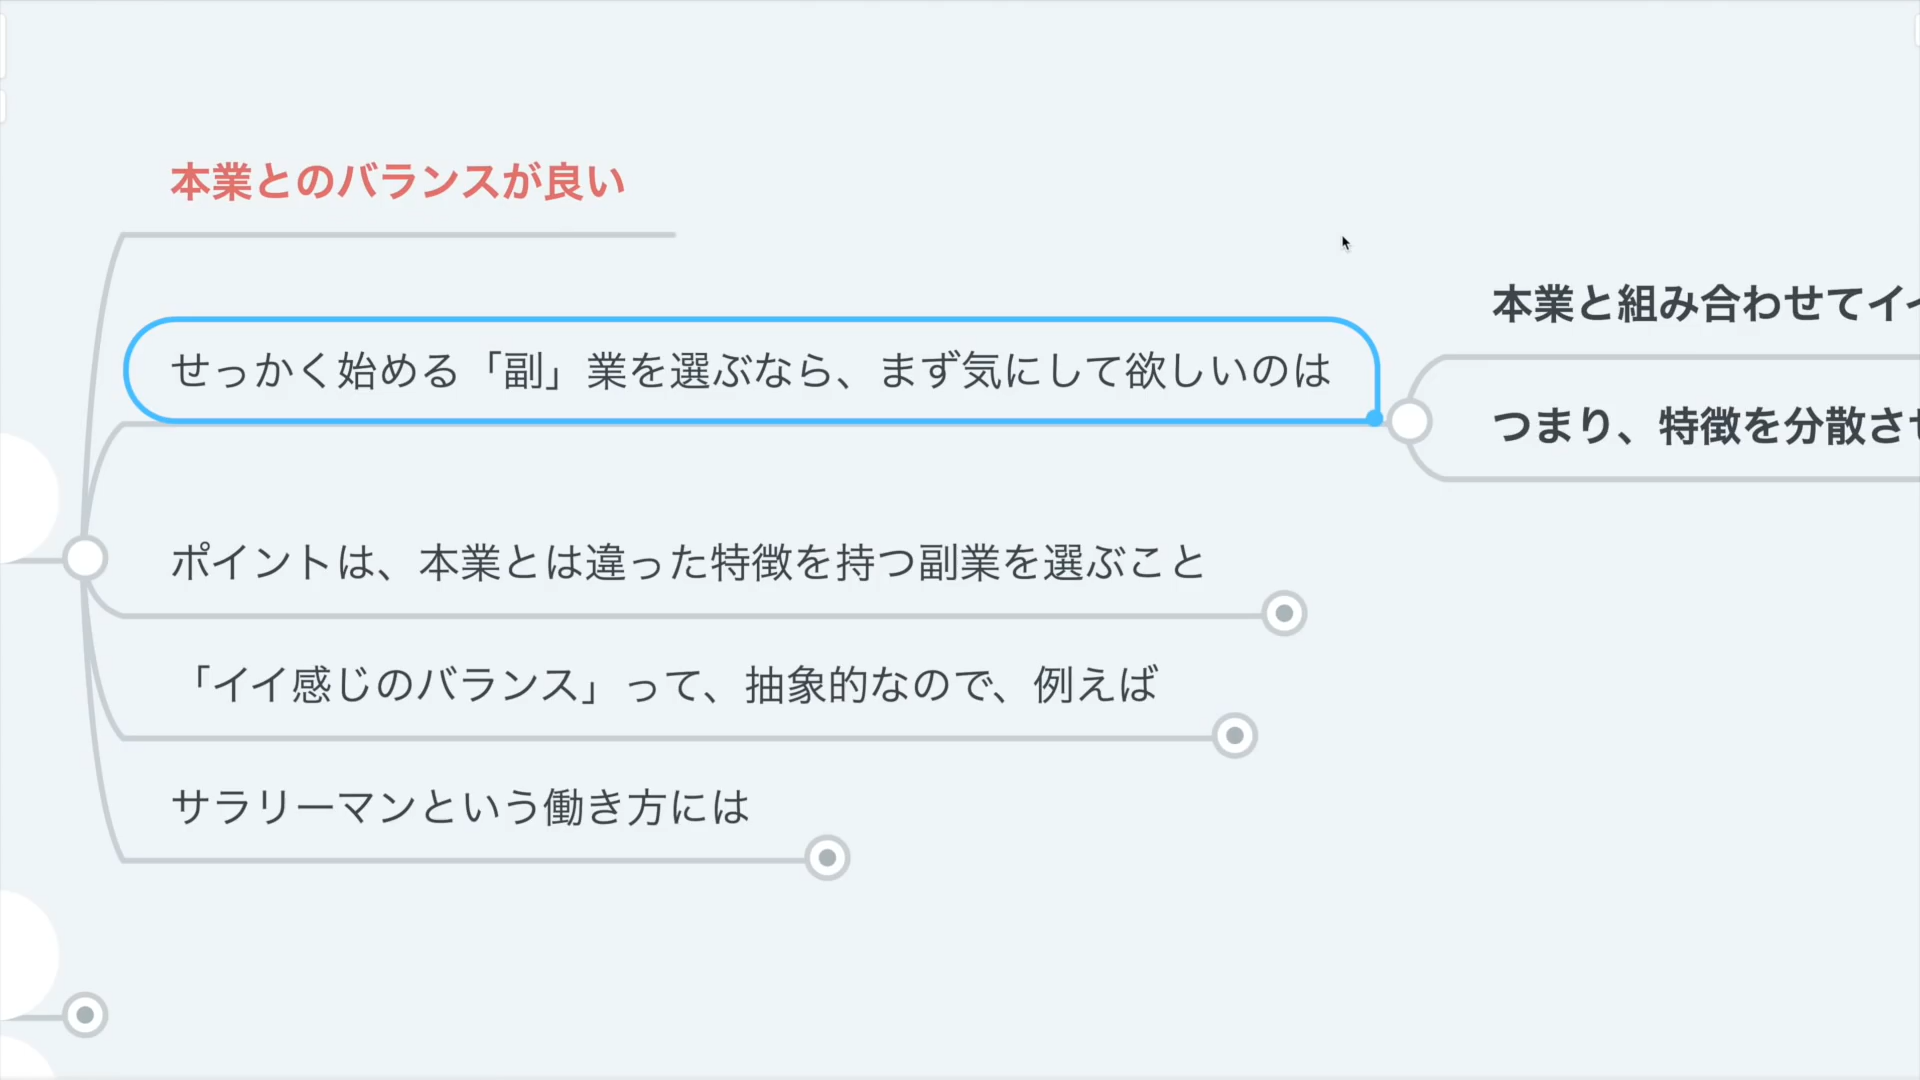 本業とのバランスが良い
せっかく始める「副」業を選ぶなら、まず気にして欲しいのは
本業と組み合わせてイ
つまり、特徴を分散さ
ポイントは、本業とは違った特徴を持つ副業を選ぶこと
「イイ感じのバランス」って、抽象的なので、例えば
サラリーマンという働き方には